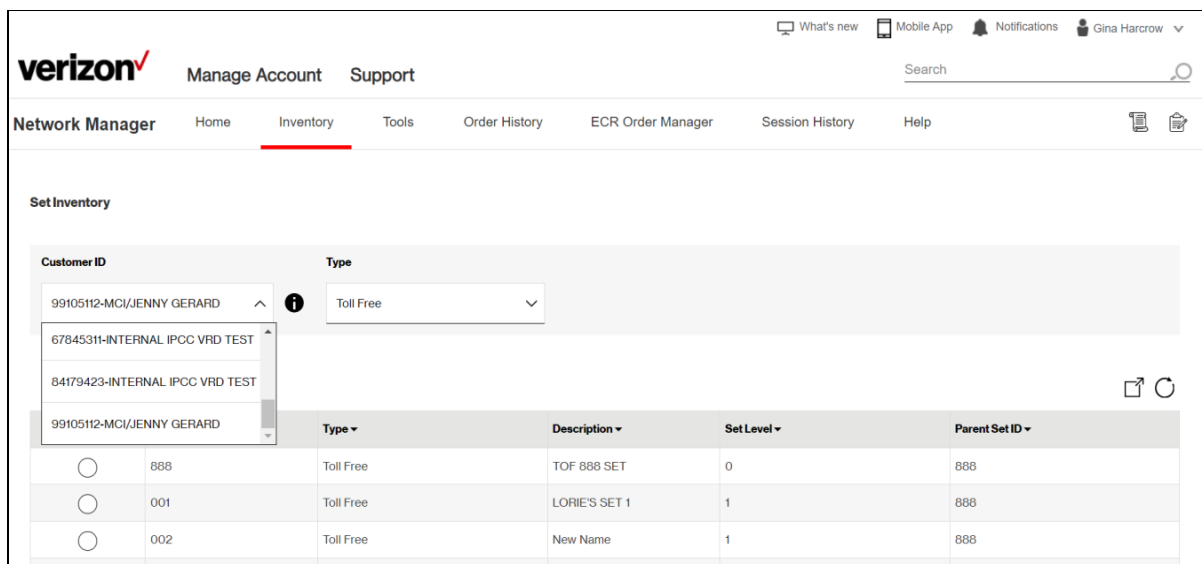 What's new Mobile App Notifications Gina Harcrow
verizon Manage Account Support Search
Network Manager Home Inventory Tools Order History ECR Order Manager Session History Help
Set Inventory
Customer ID Type
99105112-MCI/JENNY GERARD Toll Free
67845311-INTERNAL IPCC VRD TEST
84179423-INTERNAL IPCC VRD TEST
99105112-MCI/JENNY GERARD
Type Description Set Level Parent Set ID
888 Toll Free TOF 888 SET 0 888
001 Toll Free LORIE'S SET 1 1 888
002 Toll Free New Name 1 888